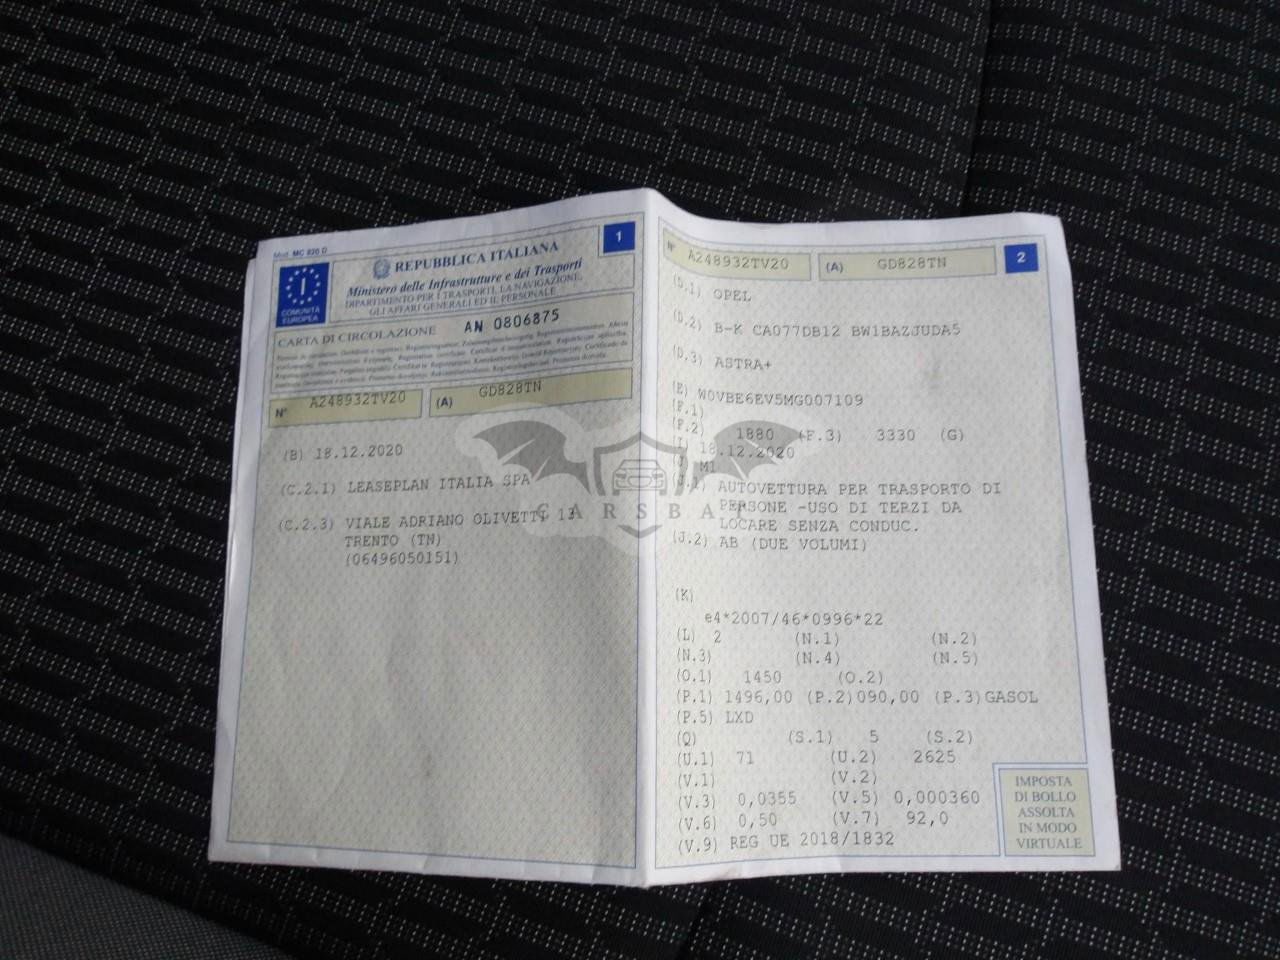 Mod. MC 820 D
1
REPUBBLICA ITALIANA
Ministero delle Infrastrutture e dei Trasporti
DIPARTIMENTO PER I TRASPORTI, LA NAVIGAZIONE,
GLI AFFARI GENERALI ED IL PERSONALE
I
COMUNITÀ
EUROPEA
CARTA DI CIRCOLAZIONE AN 0806875
N° A248932TV20 (A) GD828TN
(B) 18.12.2020
(C.2.1) LEASEPLAN ITALIA SPA
(C.2.3) VIALE ADRIANO OLIVETTI 13
TRENTO (TN)
(06496050151)
N° A248932TV20 (A) GD828TN 2
(D.1) OPEL
(D.2) B-K CA077DB12 BW1BAZJUDA5
(D.3) ASTRA+
(E) W0VBE6EV5MG007109
(F.1)
(F.2) 1880 (F.3) 3330 (G)
(I) 18.12.2020
(J) M1
(J.1) AUTOVETTURA PER TRASPORTO DI
PERSONE -USO DI TERZI DA
LOCARE SENZA CONDUC.
(J.2) AB (DUE VOLUMI)
(K)
e4*2007/46*0996*22
(L) 2 (N.1) (N.2)
(N.3) (N.4) (N.5)
(O.1) 1450 (O.2)
(P.1) 1496,00 (P.2)090,00 (P.3)GASOL
(P.5) LXD
(Q) (S.1) 5 (S.2)
(U.1) 71 (U.2) 2625
(V.1) (V.2)
(V.3) 0,0355 (V.5) 0,000360
(V.6) 0,50 (V.7) 92,0
(V.9) REG UE 2018/1832
IMPOSTA
DI BOLLO
ASSOLTA
IN MODO
VIRTUALE
CARSBAT